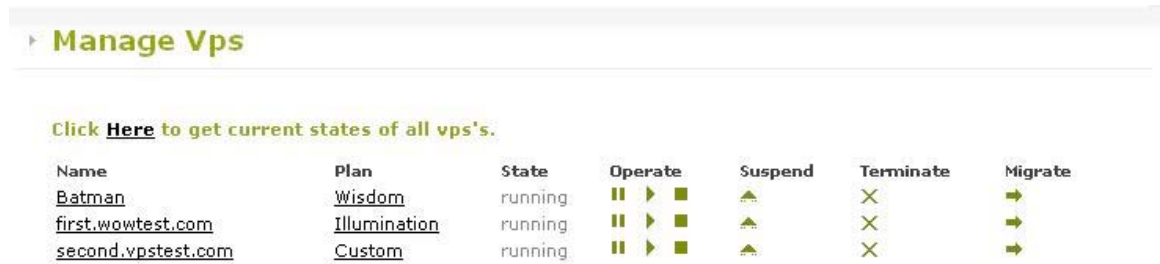 Manage Vps
Click Here to get current states of all vps's.
Name Plan State Operate Suspend Terminate Migrate
Batman Wisdom running
first.wowtest.com Illumination running
second.vpstest.com Custom running